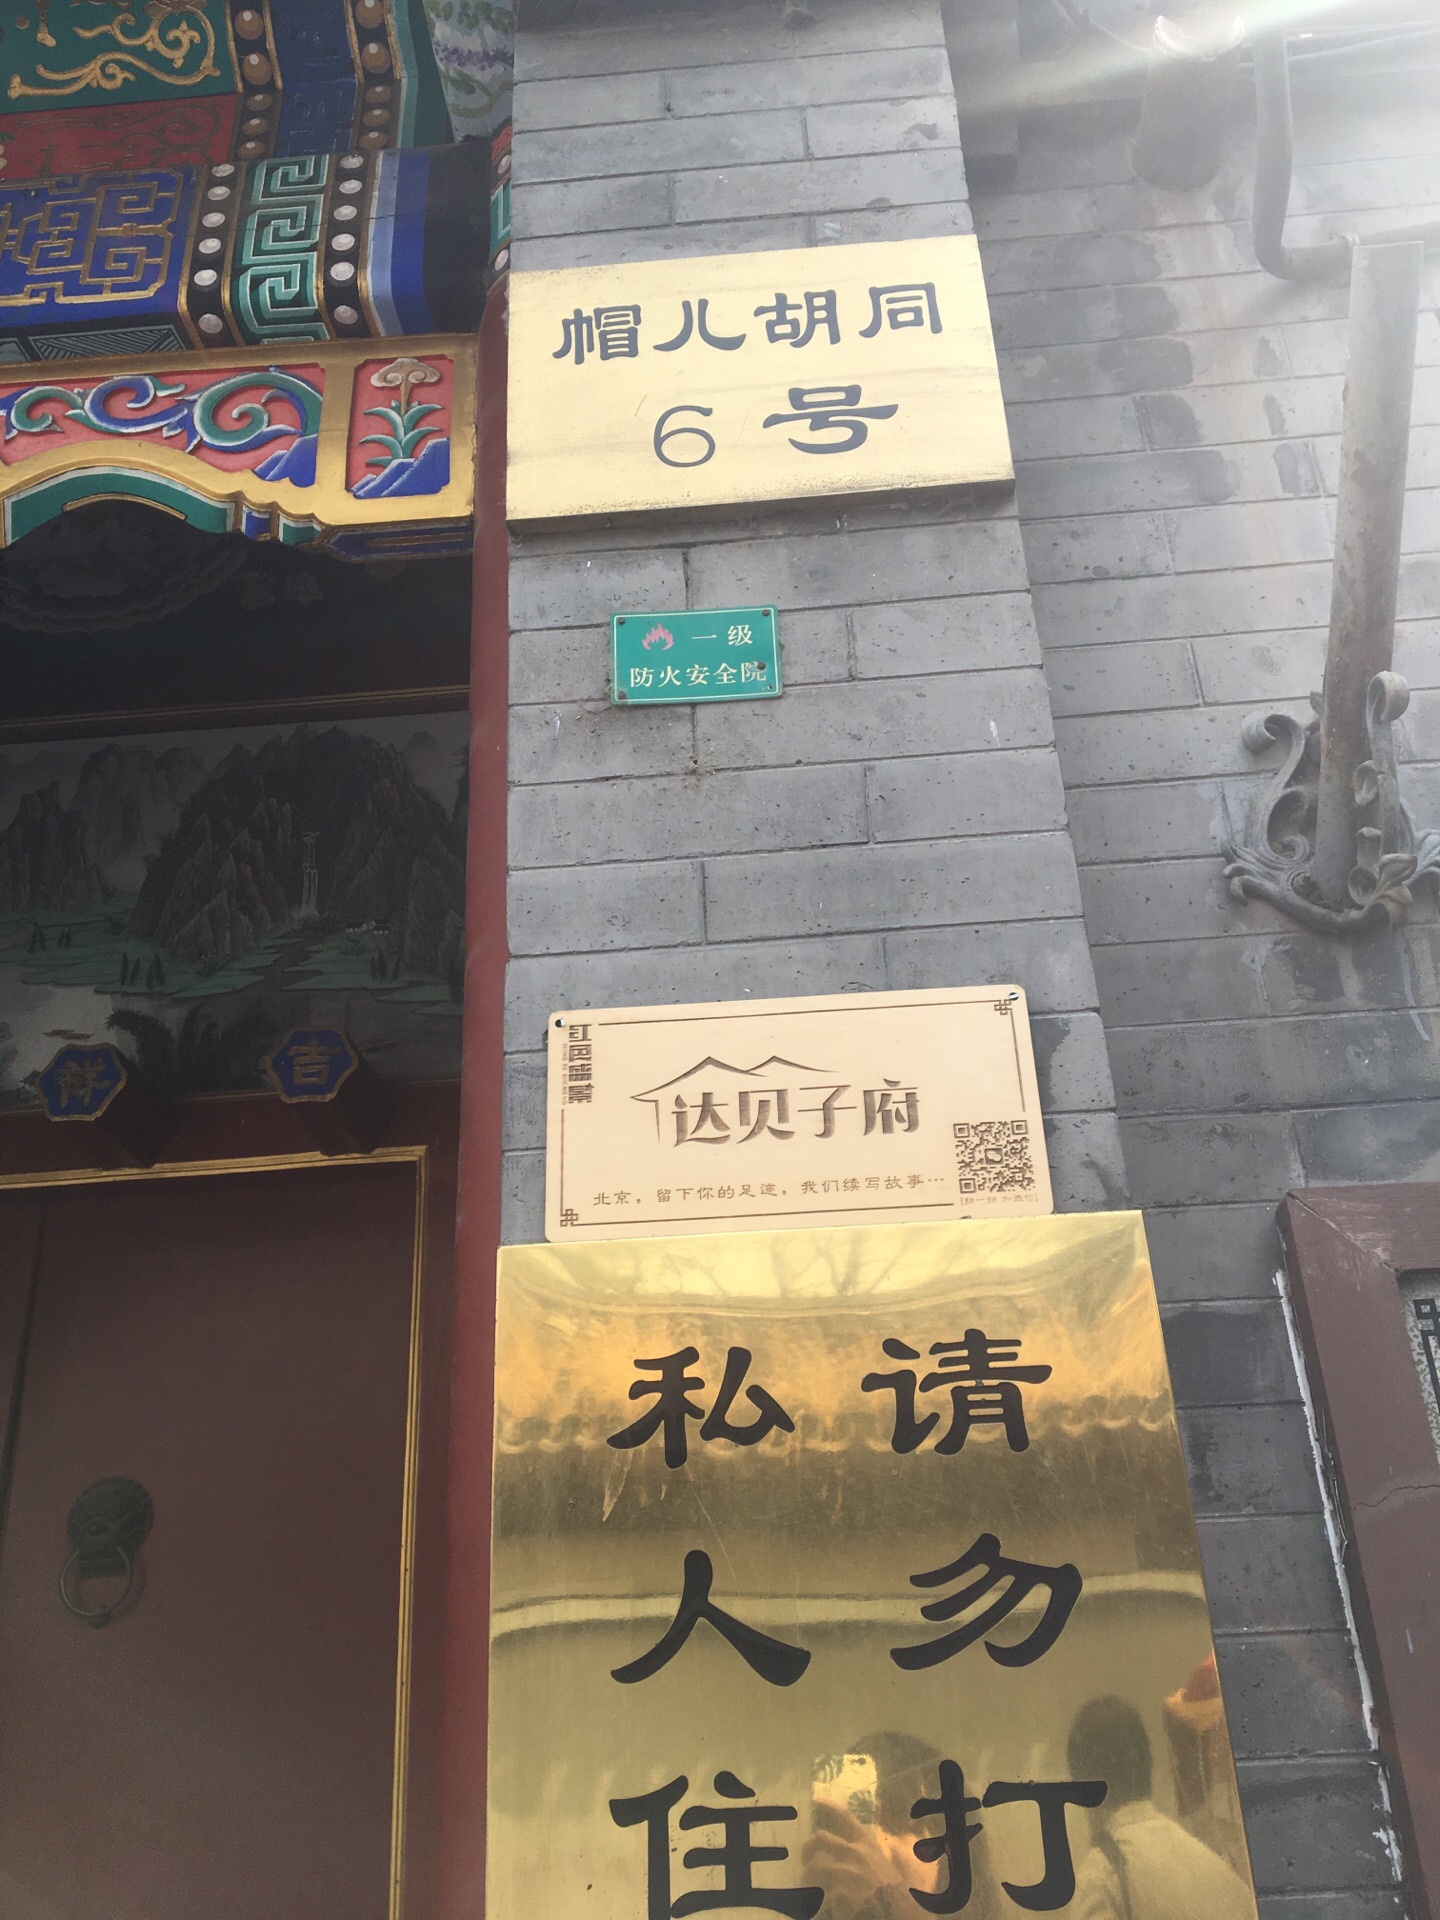 帽儿胡同
6号
一级
防火安全院
达贝子府
北京。留下你的足迹。我们续写故事…
吉
祥
请勿打
私人住